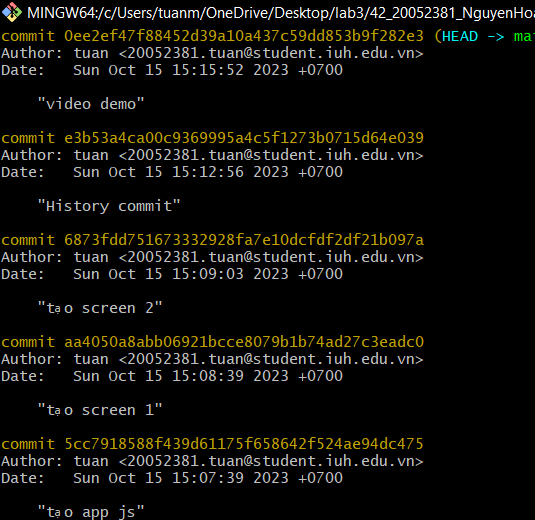 MINGW64:/c/Users/tuanm/OneDrive/Desktop/lab3/42_20052381_NguyenHoa
commit 0ee2ef47f88452d39a10a437c59dd853b9f282e3 (HEAD -> ma
Author: tuan <20052381.tuan@student.iuh.edu.vn>
Date:   Sun Oct 15 15:15:52 2023 +0700
"video demo"
commit e3b53a4ca00c9369995a4c5f1273b0715d64e039
Author: tuan <20052381.tuan@student.iuh.edu.vn>
Date:   Sun Oct 15 15:12:56 2023 +0700
"History commit"
commit 6873fdd751673332928fa7e10dcfdf2df21b097a
Author: tuan <20052381.tuan@student.iuh.edu.vn>
Date:   Sun Oct 15 15:09:03 2023 +0700
"tạo screen 2"
commit aa4050a8abb06921bcce8079b1b74ad27c3eadc0
Author: tuan <20052381.tuan@student.iuh.edu.vn>
Date:   Sun Oct 15 15:08:39 2023 +0700
"tạo screen 1"
commit 5cc7918588f439d61175f658642f524ae94dc475
Author: tuan <20052381.tuan@student.iuh.edu.vn>
Date:   Sun Oct 15 15:07:39 2023 +0700
"tạo app js"